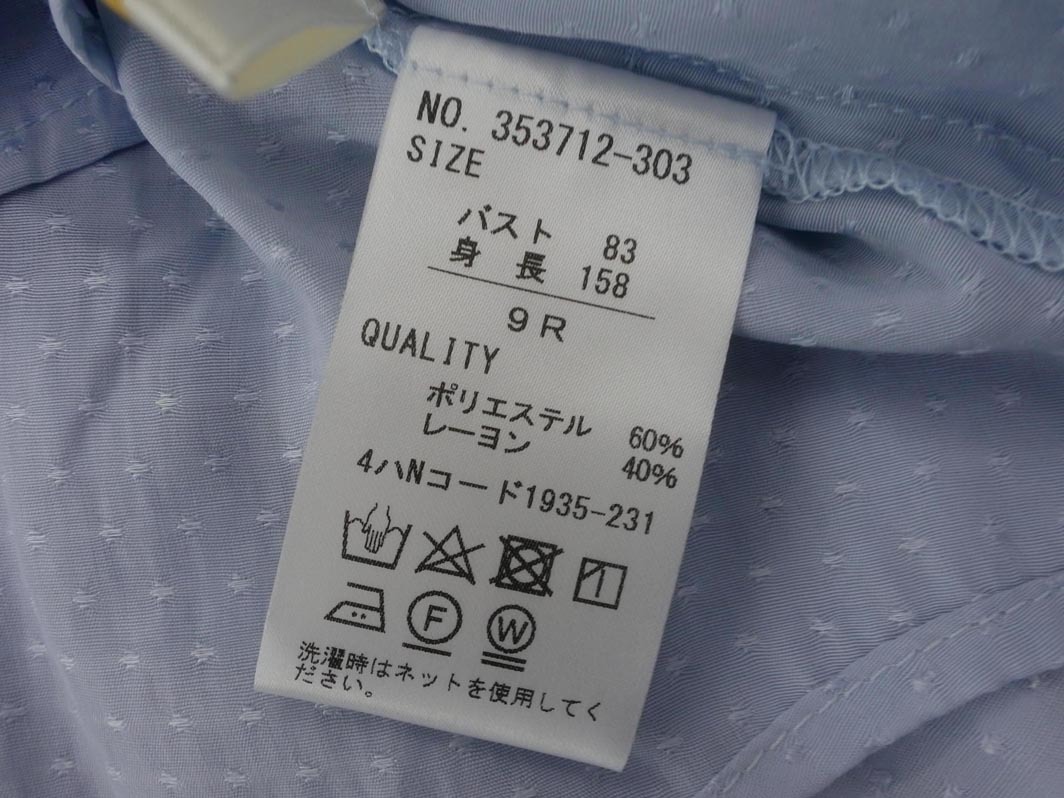 NO. 353712-303
SIZE
バスト 83
身長 158
9R
QUALITY
ポリエステル 60%
レーヨン 40%
4ハNコード1935-231
F W
洗濯時はネットを使用してく
ださい。